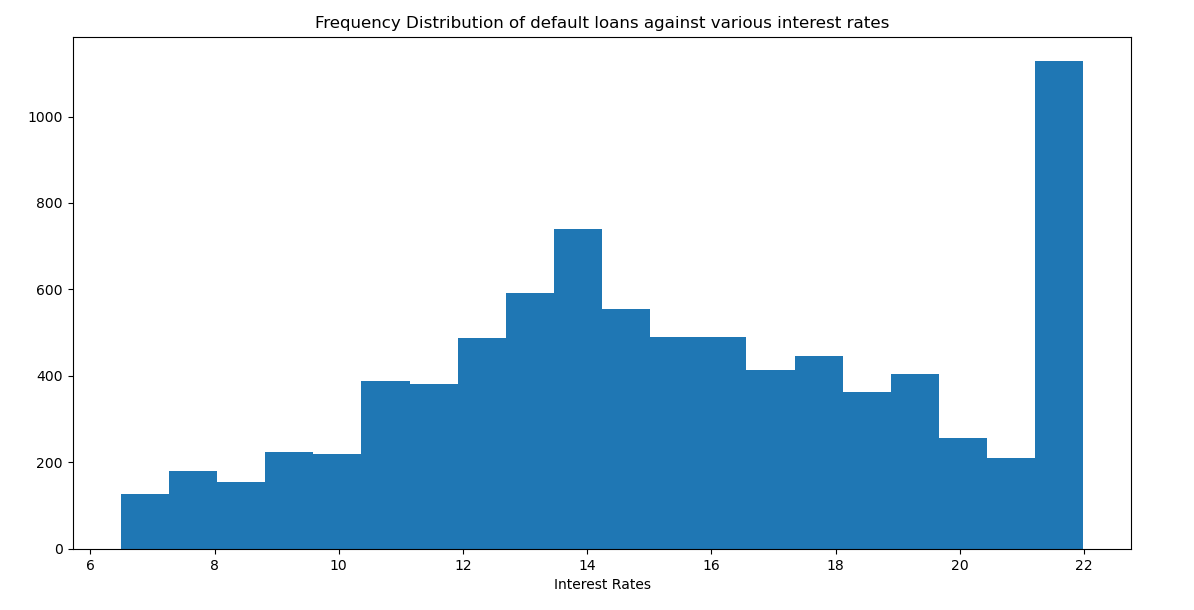 Frequency Distribution of default loans against various interest rates
1000
800
600
400
200
0
6 8 10 12 14 16 18 20 22
Interest Rates